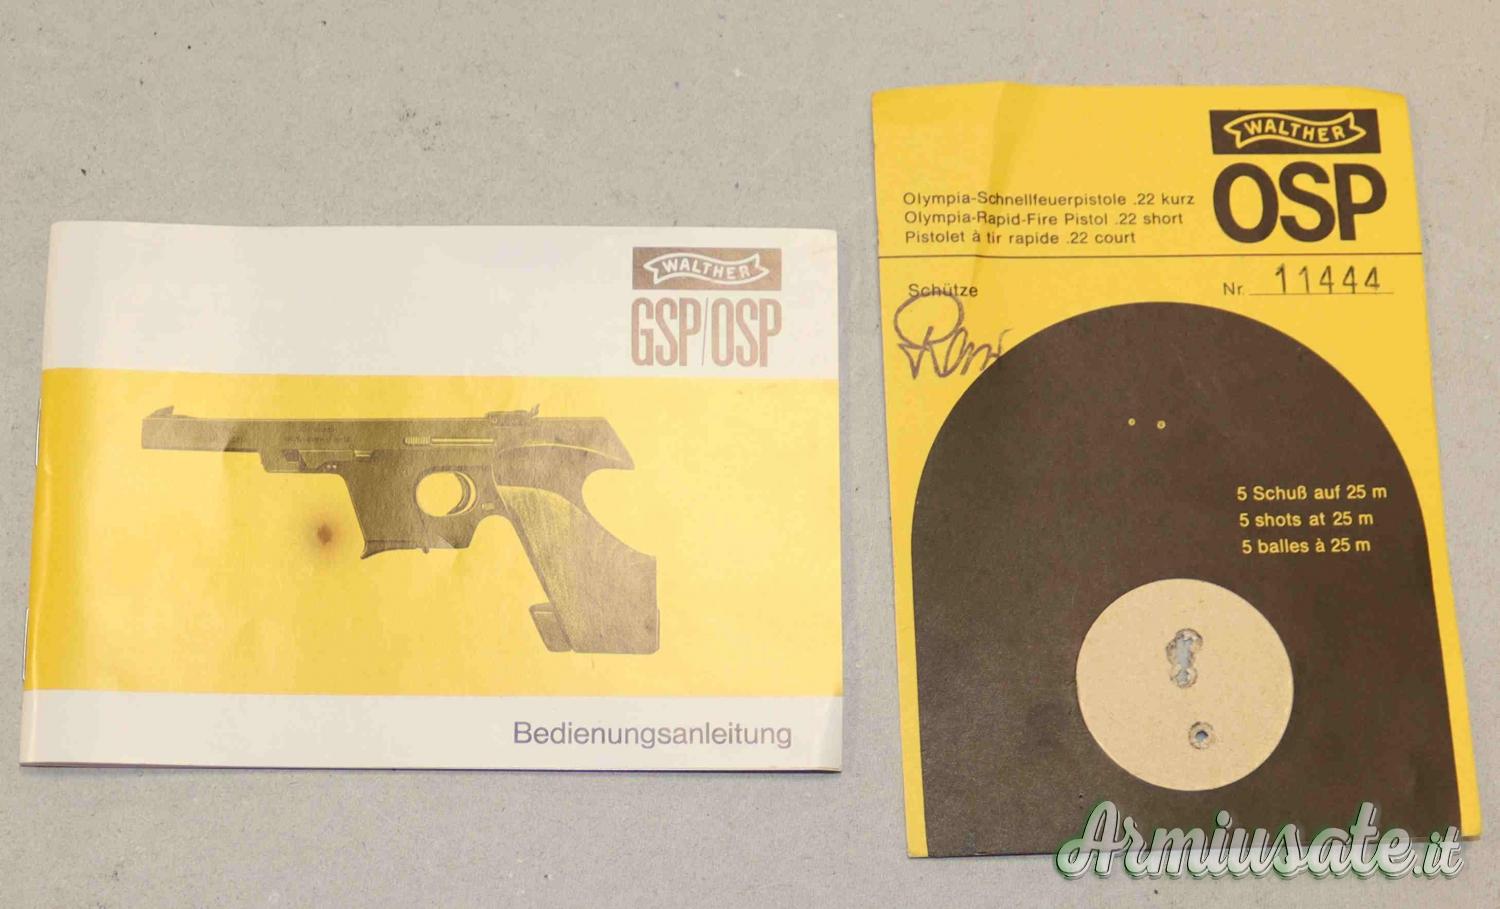 WALTHER
GSP/OSP
Bedienungsanleitung
WALTHER
OSP
Olympia-Schnellfeuerpistole .22 kurz
Olympia-Rapid-Fire Pistol .22 short
Pistolet à tir rapide .22 court
Schütze
Nr. 11444
5 Schuß auf 25 m
5 shots at 25 m
5 balles à 25 m
Armiusate.it